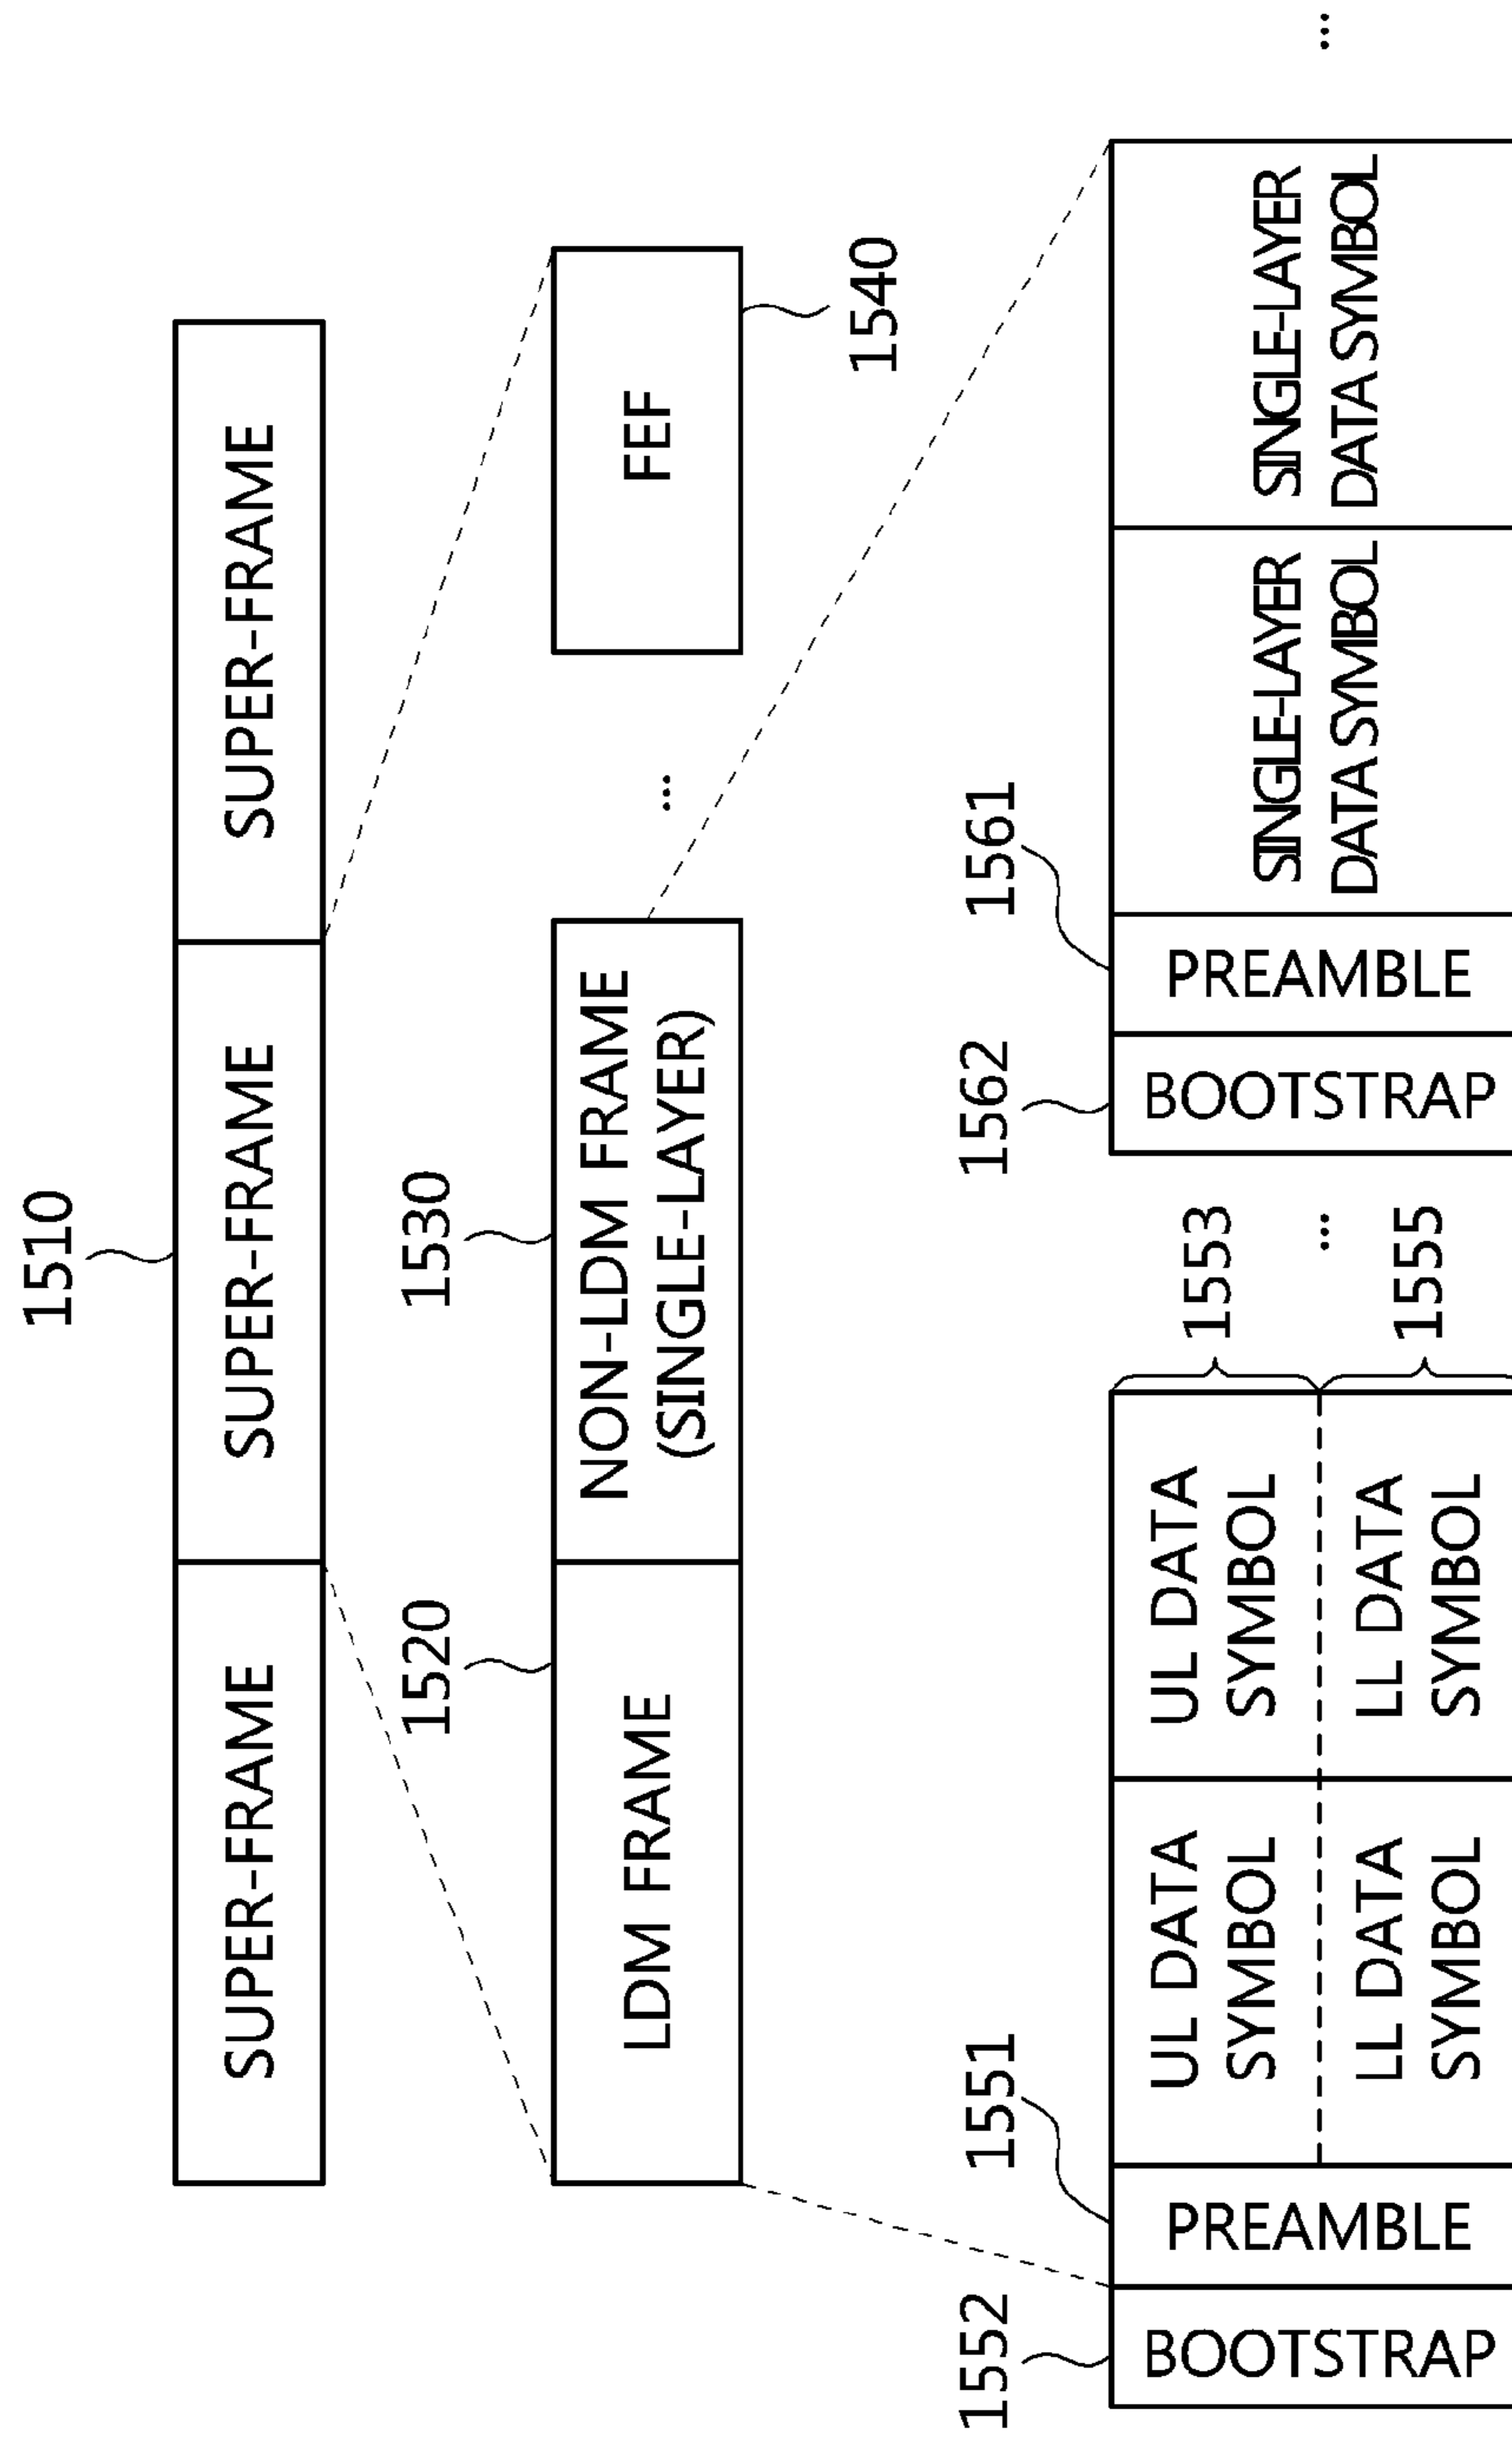 1510
SUPER-FRAME
SUPER-FRAME
SUPER-FRAME
1520
1530
LDM FRAME
NON-LDM FRAME
(SINGLE-LAYER)
...
FEF
1540
1552
1551
BOOTSTRAP
PREAMBLE
UL DATA
SYMBOL
UL DATA
SYMBOL
LL DATA
SYMBOL
LL DATA
SYMBOL
1553
...
1555
1562
1561
BOOTSTRAP
PREAMBLE
SINGLE-LAYER
DATA SYMBOL
SINGLE-LAYER
DATA SYMBOL
...